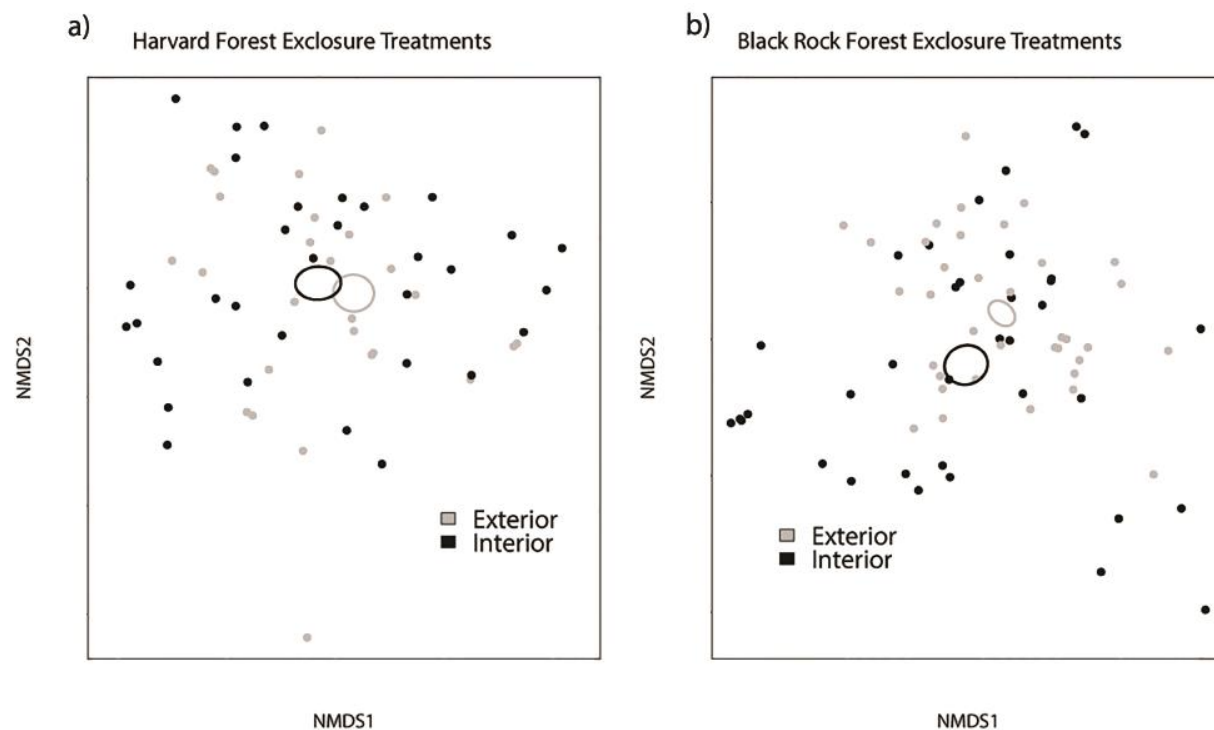 a)
Harvard Forest Exclosure Treatments
NMDS2
Exterior
Interior
NMDS1
b)
Black Rock Forest Exclosure Treatments
NMDS2
Exterior
Interior
NMDS1